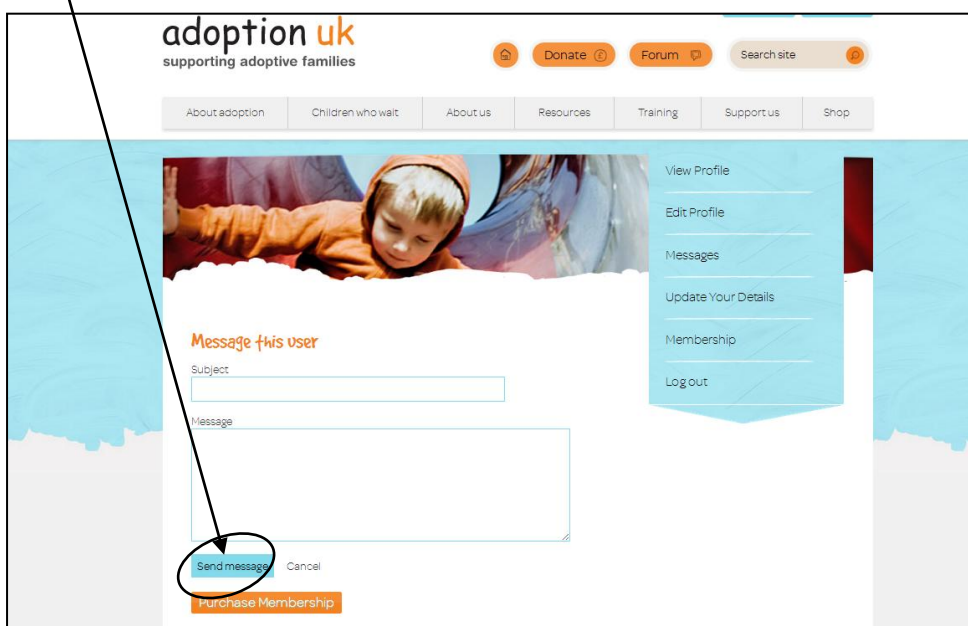 adoption uk
supporting adoptive families
Donate £
Forum
Search site
About adoption
Children who wait
About us
Resources
Training
Support us
Shop
View Profile
Edit Profile
Messages
Update Your Details
Membership
Log out
Message this user
Subject
Message
Send message
Cancel
Purchase Membership